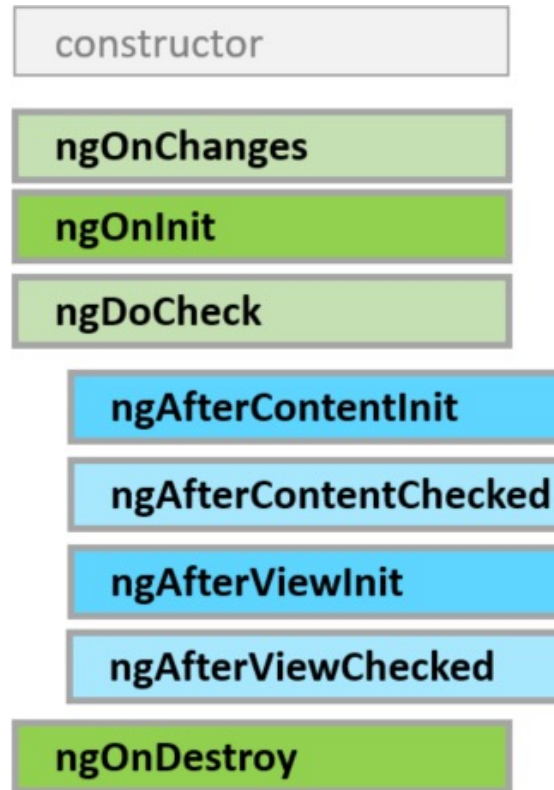 constructor
ngOnChanges
ngOnInit
ngDoCheck
ngAfterContentInit
ngAfterContentChecked
ngAfterViewInit
ngAfterViewChecked
ngOnDestroy